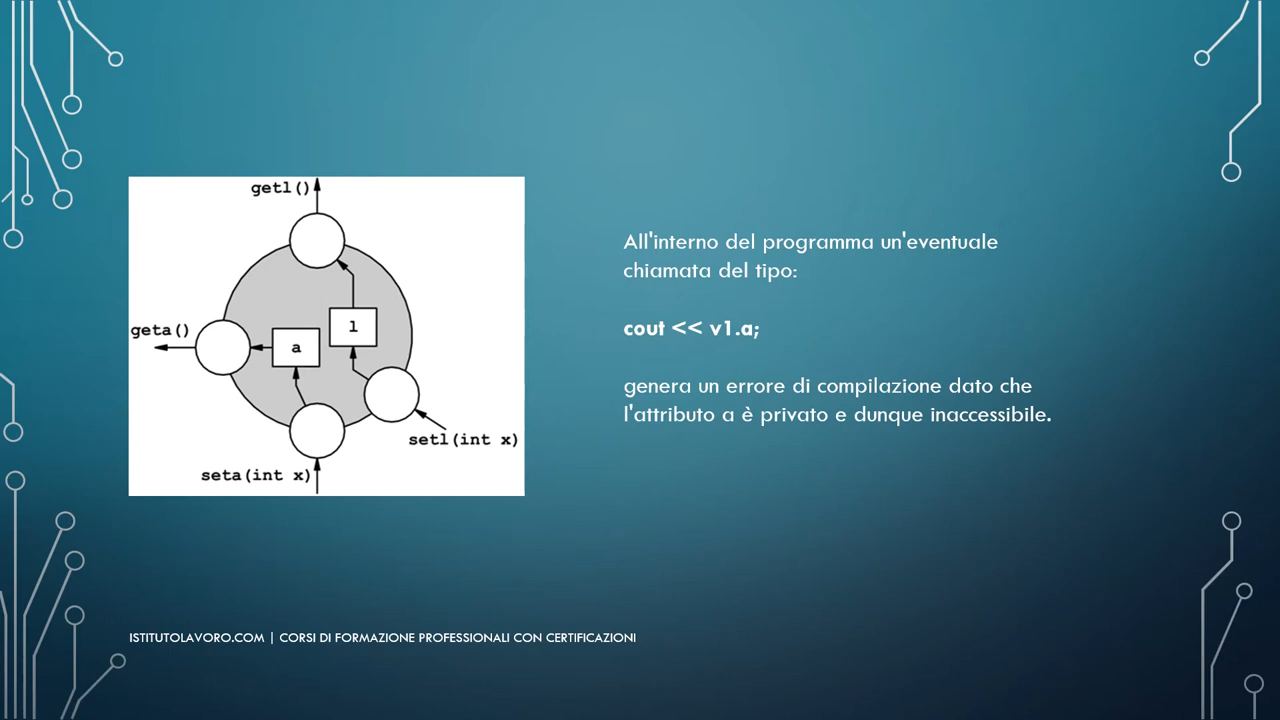 getl()
geta()
l
a
setl(int x)
seta(int x)
All'interno del programma un'eventuale
chiamata del tipo:
cout << v1.a;
genera un errore di compilazione dato che
l'attributo a è privato e dunque inaccessibile.
ISTITUTOLAVORO.COM | CORSI DI FORMAZIONE PROFESSIONALI CON CERTIFICAZIONI